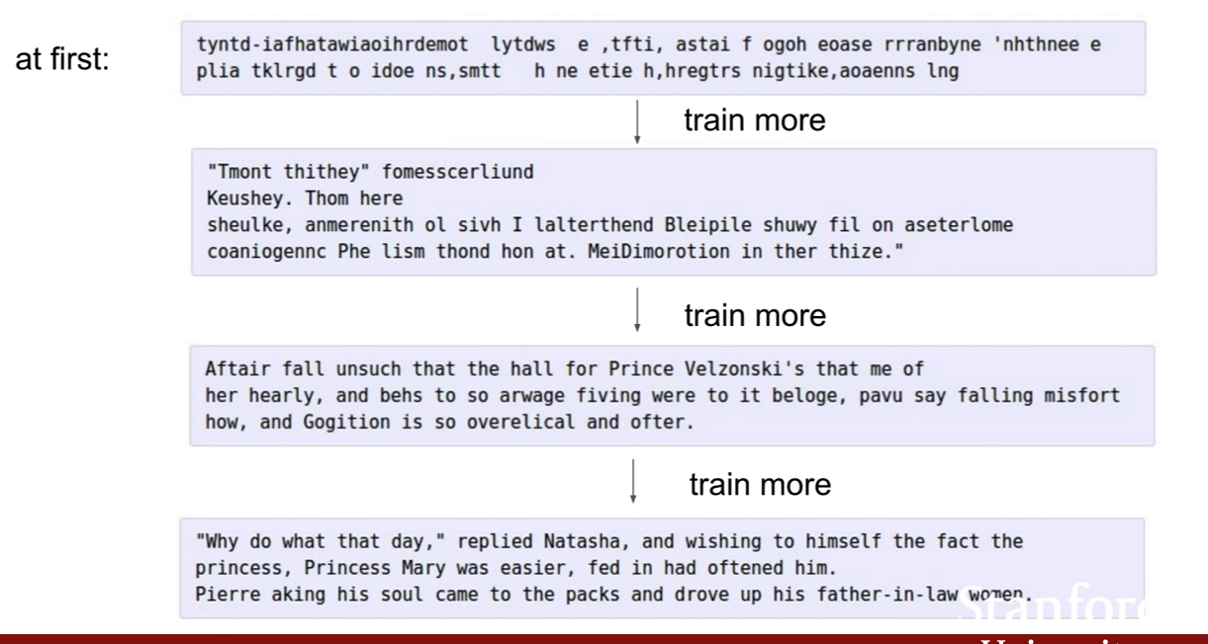 at first:
tyntd-iafhatawiaoihrdemot lytdws e ,tfti, astai f ogoh eoase rrranbyne 'nhthnee e
plia tklrgd t o idoe ns,smtt h ne etie h,hregtrs nigtike,aoaenns lng
train more
"Tmont thithey" fomesscerliund
Keushey. Thom here
sheulke, anmerenith ol sivh I lalterthend Bleipile shuwy fil on aseterlome
coaniogennc Phe lism thond hon at. MeiDimorotion in ther thize."
train more
Aftair fall unsuch that the hall for Prince Velzonski's that me of
her hearly, and behs to so arwage fiving were to it beloge, pavu say falling misfort
how, and Gogition is so overelical and ofter.
train more
"Why do what that day," replied Natasha, and wishing to himself the fact the
princess, Princess Mary was easier, fed in had oftened him.
Pierre aking his soul came to the packs and drove up his father-in-law women.
Stanford